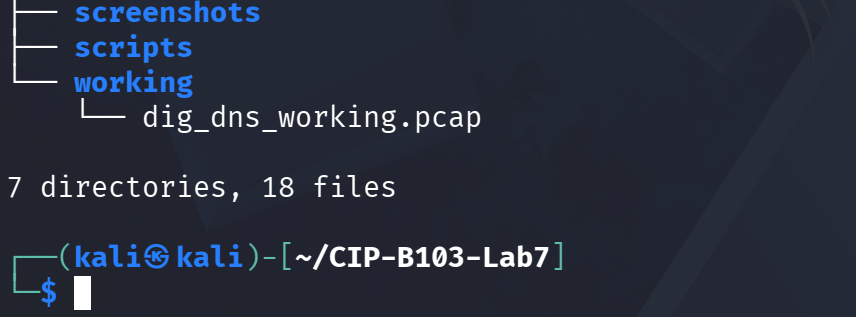 ├── screenshots
├── scripts
└── working
    └── dig_dns_working.pcap
7 directories, 18 files
┌──(kali㉿kali)-[~/CIP-B103-Lab7]
└─$